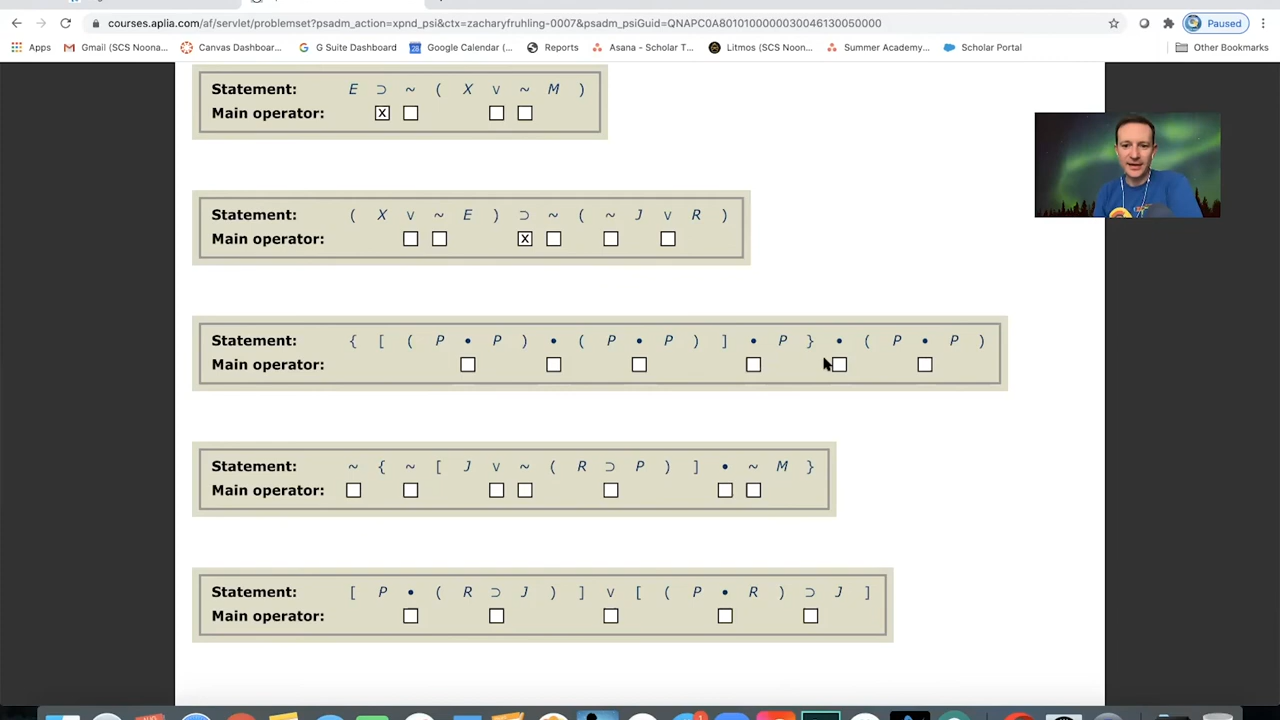 courses.aplia.com/af/servlet/problemset?psadm_action=xpnd_psi&ctx=zacharyfruhling-0007&psadm_psiGuid=QNAPC0A80101000000030046130050000
Paused
Apps Gmail (SCS Noona... Canvas Dashboar... G Suite Dashboard Google Calendar (... Reports Asana - Scholar T... Litmos (SCS Noon... Summer Academy... Scholar Portal Other Bookmarks
Statement: E ⊃ ~ ( X v ~ M )
Main operator: X
Statement: ( X v ~ E ) ⊃ ~ ( ~ J v R )
Main operator: X
Statement: { [ ( P • P ) • ( P • P ) ] • P } • ( P • P )
Main operator:
Statement: ~ { ~ [ J v ~ ( R ⊃ P ) ] • ~ M }
Main operator:
Statement: [ P • ( R ⊃ J ) ] v [ ( P • R ) ⊃ J ]
Main operator: